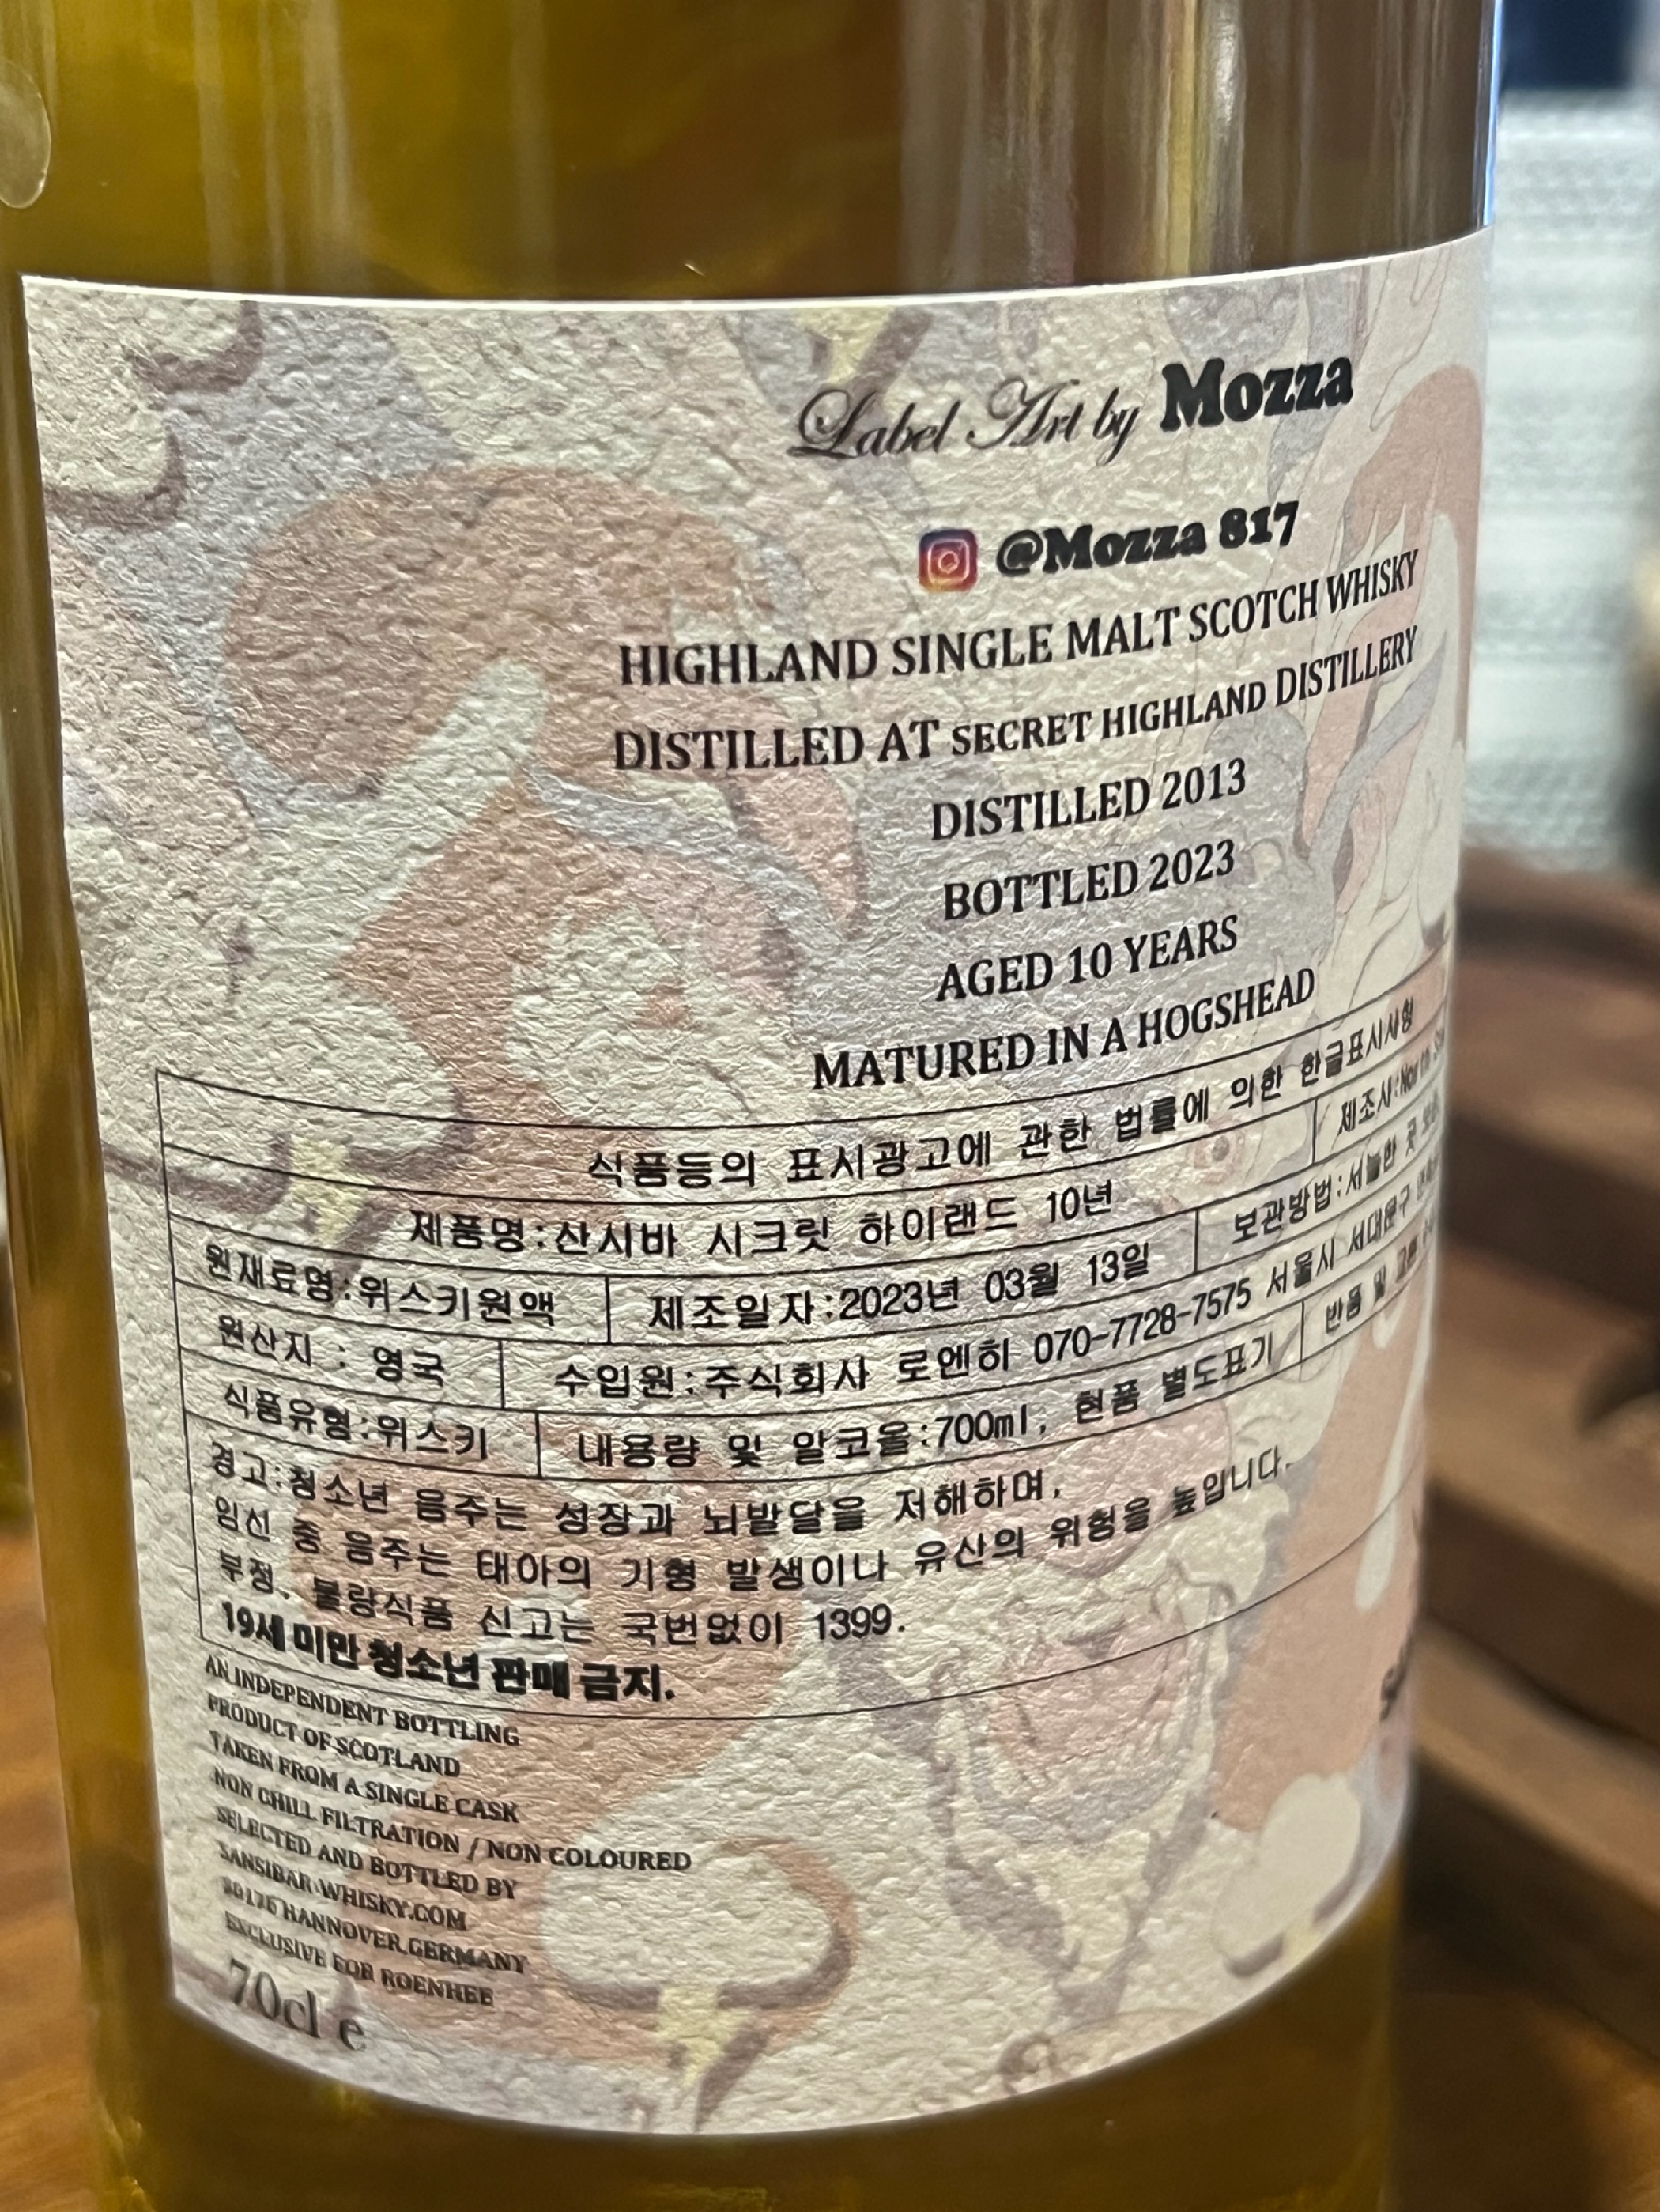 Label Art by Mozza
@Mozza 817
HIGHLAND SINGLE MALT SCOTCH WHISKY
DISTILLED AT SECRET HIGHLAND DISTILLERY
DISTILLED 2013
BOTTLED 2023
AGED 10 YEARS
MATURED IN A HOGSHEAD
식품등의 표시광고에 관한 법률에 의한 한글표시사항
제품명:산시바 시크릿 하이랜드 10년 제조사:North
원재료명:위스키원액 제조일자:2023년 03월 13일 보관방법:서늘한 곳
원산지 : 영국 수입원:주식회사 로엔히 070-7728-7575 서울시 서대문구
식품유형:위스키 내용량 및 알코올:700ml, 현품 별도표기 반품 및
경고:청소년 음주는 성장과 뇌발달을 저해하며,
임신 중 음주는 태아의 기형 발생이나 유산의 위험을 높입니다.
부정, 불량식품 신고는 국번없이 1399.
19세 미만 청소년 판매 금지.
AN INDEPENDENT BOTTLING
PRODUCT OF SCOTLAND
TAKEN FROM A SINGLE CASK
NON CHILL FILTRATION / NON COLOURED
SELECTED AND BOTTLED BY
SANSIBAR-WHISKY.COM
HANNOVER,GERMANY
EXCLUSIVE FOR ROENHEE
70cl e